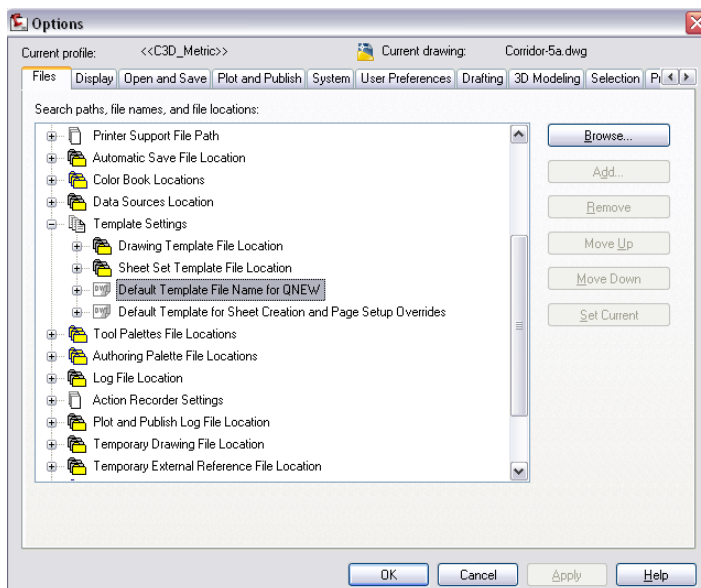 Options
Current profile: <<C3D_Metric>> Current drawing: Corridor-5a.dwg
Files Display Open and Save Plot and Publish System User Preferences Drafting 3D Modeling Selection
Search paths, file names, and file locations:
Printer Support File Path
Automatic Save File Location
Color Book Locations
Data Sources Location
Template Settings
Drawing Template File Location
Sheet Set Template File Location
Default Template File Name for QNEW
Default Template for Sheet Creation and Page Setup Overrides
Tool Palettes File Locations
Authoring Palette File Locations
Log File Location
Action Recorder Settings
Plot and Publish Log File Location
Temporary Drawing File Location
Temporary External Reference File Location
Browse...
Add...
Remove
Move Up
Move Down
Set Current
OK Cancel Apply Help